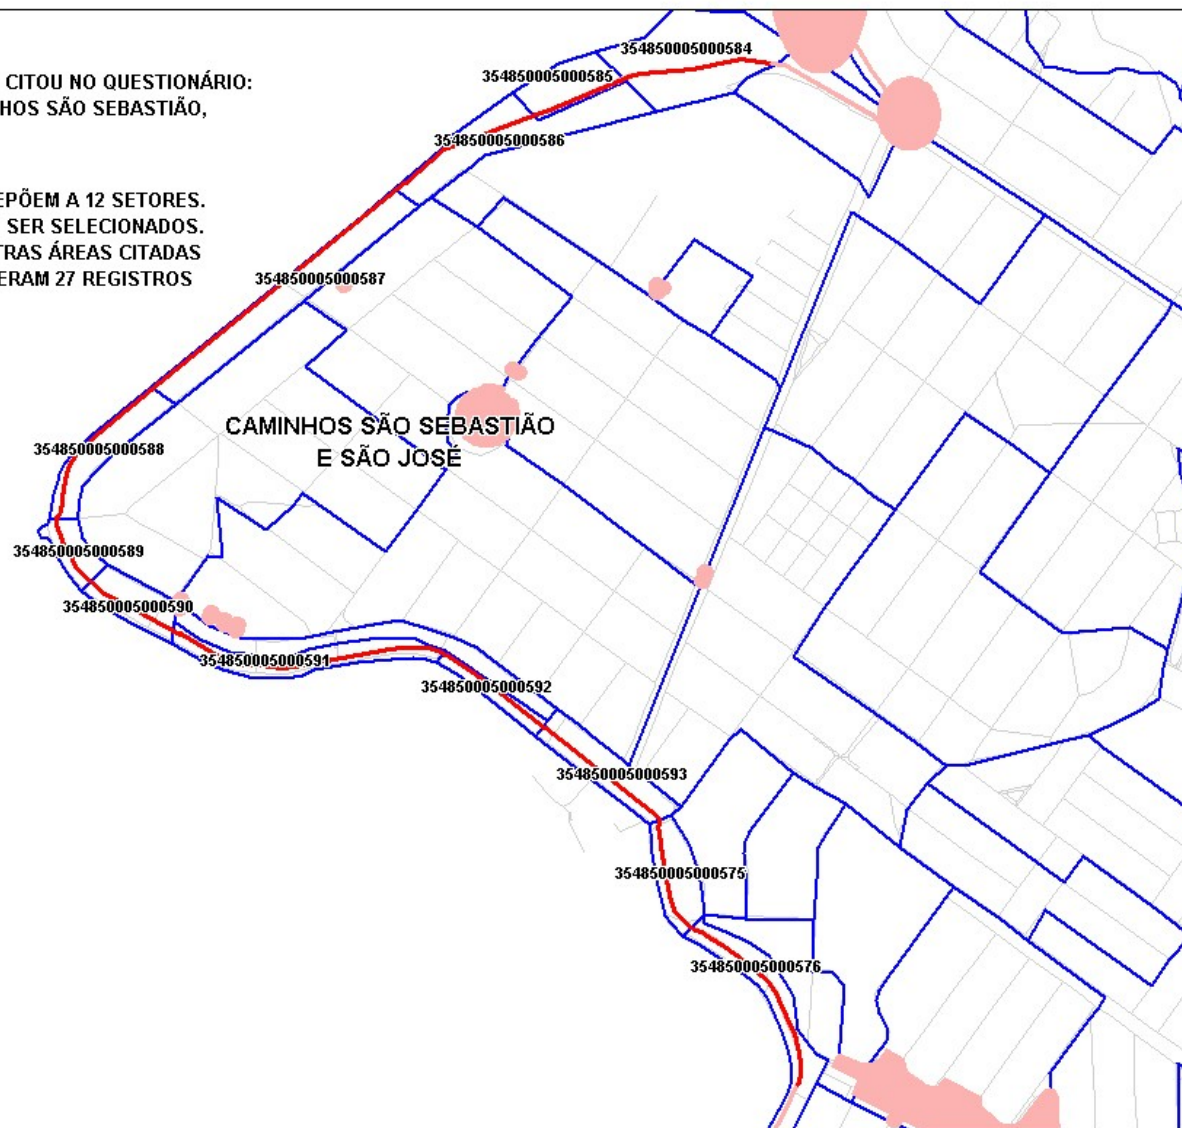 CITOU NO QUESTIONÁRIO:
HOS SÃO SEBASTIÃO,
EPÕEM A 12 SETORES.
SER SELECIONADOS.
TRAS ÁREAS CITADAS
ERAM 27 REGISTROS
354850005000584
354850005000585
354850005000586
354850005000587
CAMINHOS SÃO SEBASTIÃO
E SÃO JOSÉ
354850005000588
354850005000589
354850005000590
354850005000591
354850005000592
354850005000593
354850005000575
354850005000576